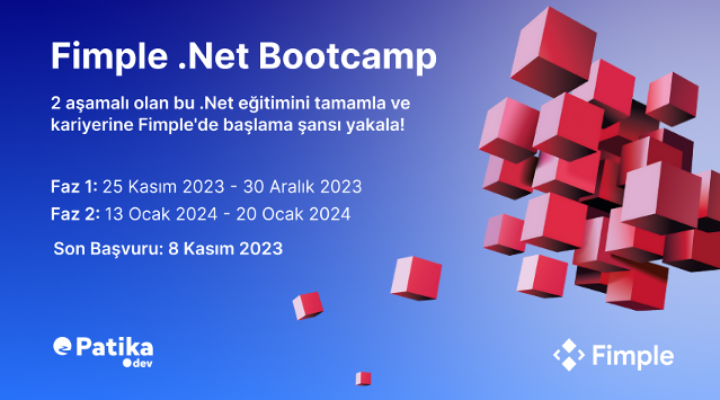 Fimple .Net Bootcamp
2 aşamalı olan bu .Net eğitimini tamamla ve
kariyerine Fimple'de başlama şansı yakala!
Faz 1: 25 Kasım 2023 - 30 Aralık 2023
Faz 2: 13 Ocak 2024 - 20 Ocak 2024
Son Başvuru: 8 Kasım 2023
Patika
dev
Fimple